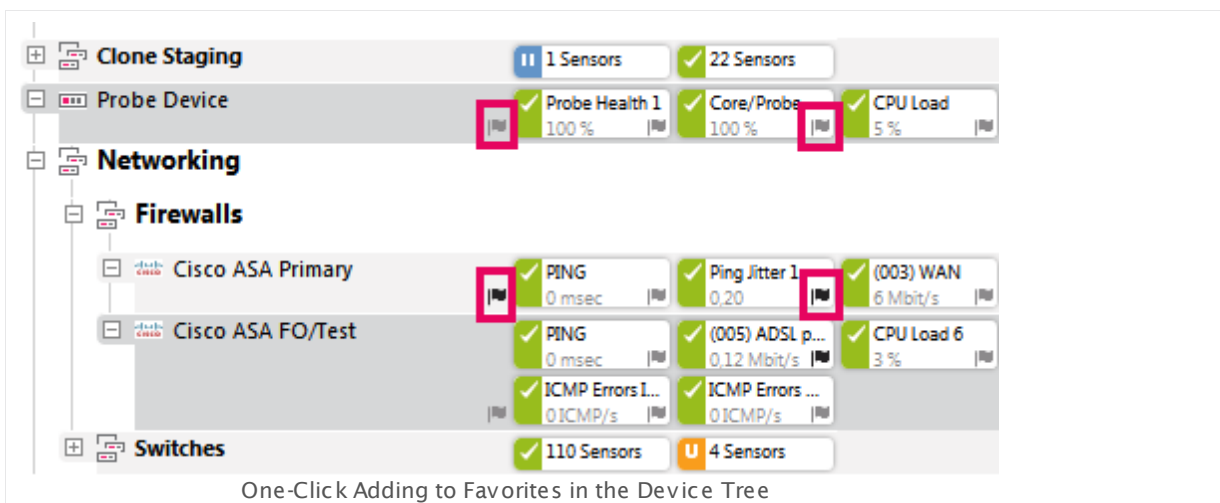 Clone Staging 1 Sensors 22 Sensors
Probe Device Probe Health 1 Core/Probe CPU Load
100 % 100 % 5 %
Networking
Firewalls
Cisco ASA Primary PING Ping Jitter 1 (003) WAN
0 msec 0,20 6 Mbit/s
Cisco ASA FO/Test PING (005) ADSL p... CPU Load 6
0 msec 0,12 Mbit/s 3 %
ICMP Errors I... ICMP Errors ...
0 ICMP/s 0 ICMP/s
Switches 110 Sensors U 4 Sensors
One-Click Adding to Favorites in the Device Tree